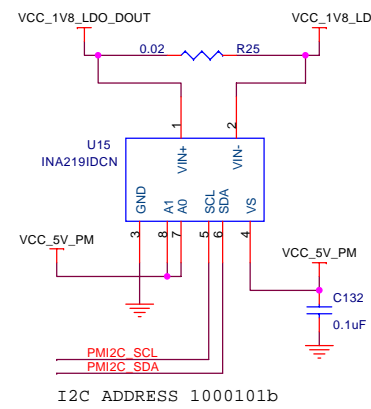 VCC_1V8_LDO_DOUT
VCC_1V8_LD
0.02
R25
1
2
U15
INA219IDCN
VIN+
VIN-
GND
A1
A0
SCL
SDA
VS
3
8
7
5
6
4
VCC_5V_PM
VCC_5V_PM
C132
0.1uF
PMI2C_SCL
PMI2C_SDA
I2C ADDRESS 1000101b